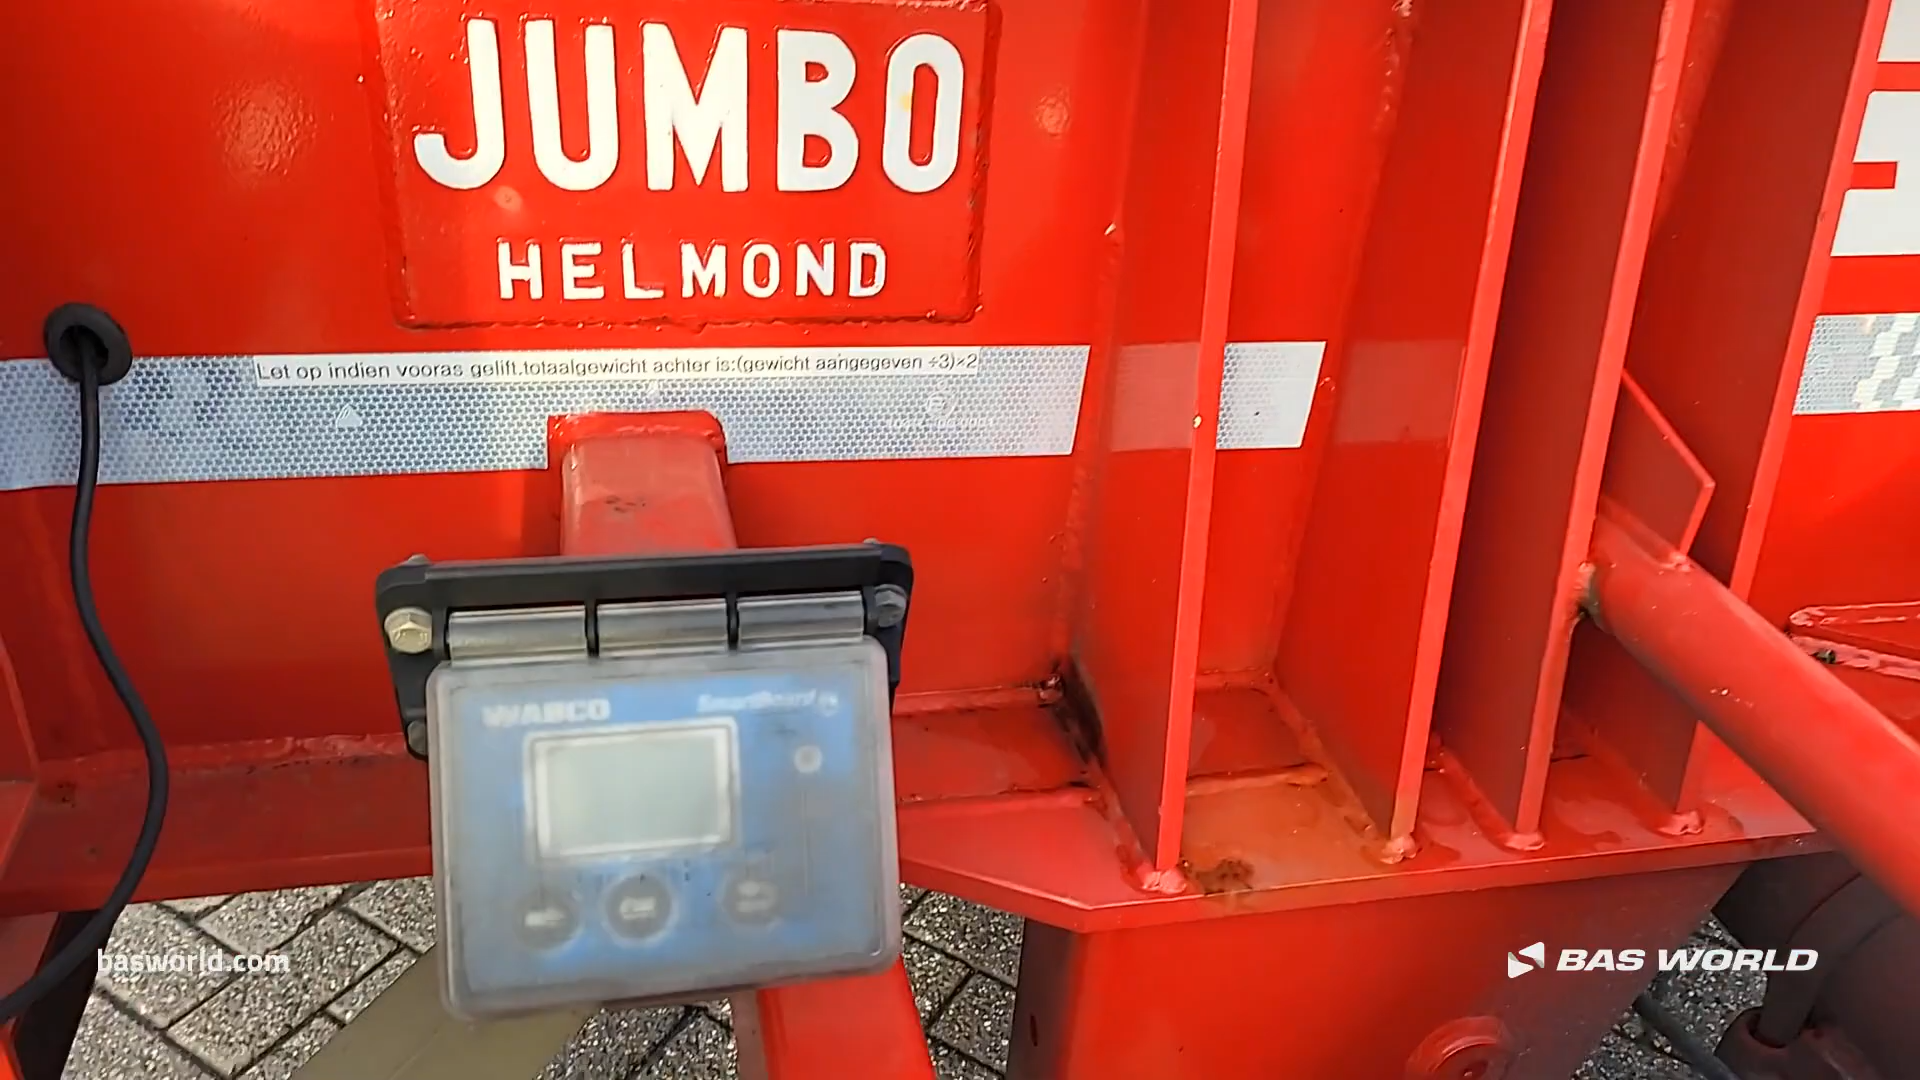 JUMBO
HELMOND
Let op indien vooras gelift.totaalgewicht achter is:(gewicht aangegeven ÷3)×2
WABCO SmartBoard
basworld.com
BAS WORLD